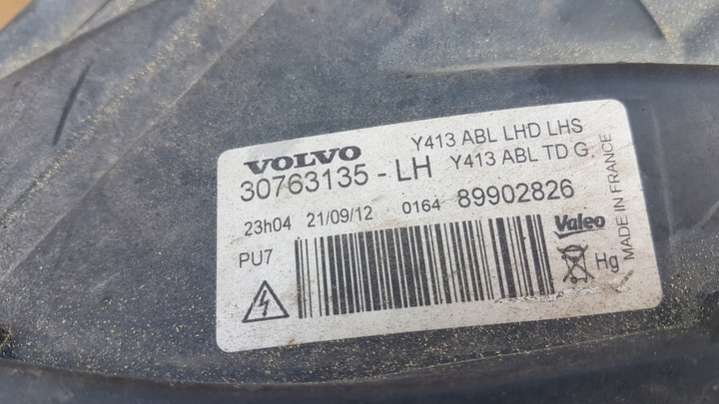 VOLVO
Y413 ABL LHD LHS
30763135 - LH
Y413 ABL TD G
23h04 21/09/12 0164 89902826
PU7
Valeo
Hg
MADE IN FRANCE